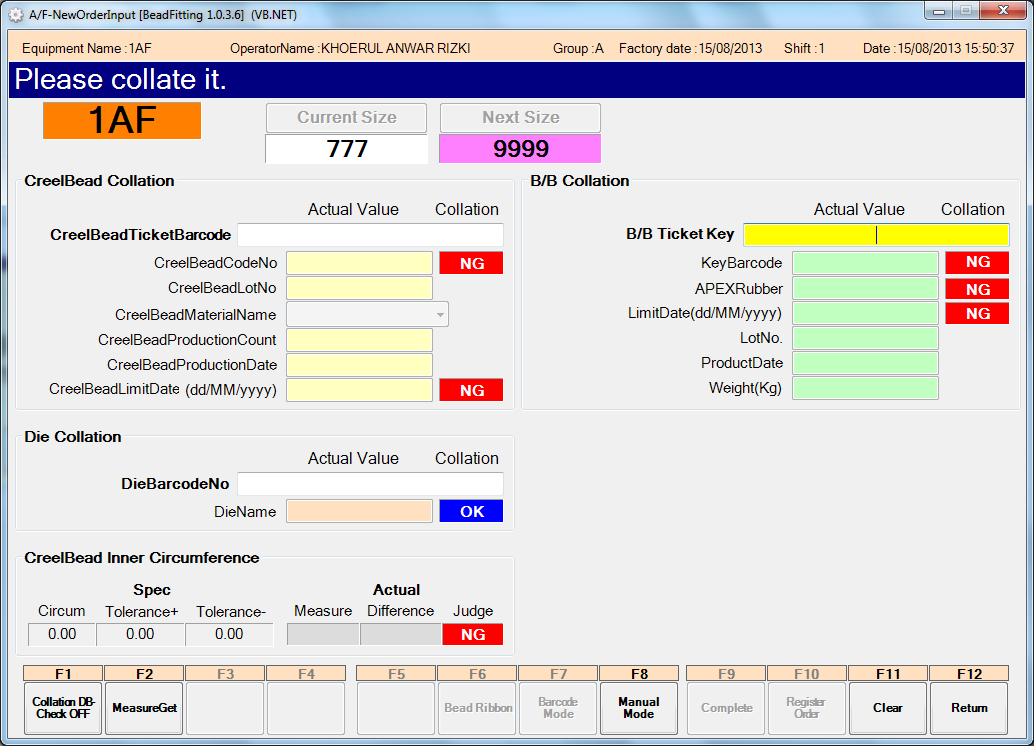 A/F-NewOrderInput [BeadFitting 1.0.3.6] (VB.NET)
Equipment Name :1AF OperatorName :KHOERUL ANWAR RIZKI Group :A Factory date :15/08/2013 Shift :1 Date :15/08/2013 15:50:37
Please collate it.
1AF Current Size Next Size
777 9999
CreelBead Collation
Actual Value Collation
CreelBeadTicketBarcode
CreelBeadCodeNo NG
CreelBeadLotNo
CreelBeadMaterialName
CreelBeadProductionCount
CreelBeadProductionDate
CreelBeadLimitDate (dd/MM/yyyy) NG
B/B Collation
Actual Value Collation
B/B Ticket Key
KeyBarcode NG
APEXRubber NG
LimitDate(dd/MM/yyyy) NG
LotNo.
ProductDate
Weight(Kg)
Die Collation
Actual Value Collation
DieBarcodeNo
DieName OK
CreelBead Inner Circumference
Spec Actual
Circum Tolerance+ Tolerance- Measure Difference Judge
0.00 0.00 0.00 NG
F1 F2 F3 F4 F5 F6 F7 F8 F9 F10 F11 F12
Collation DB-
Check OFF
MeasureGet
Bead Ribbon
Barcode
Mode
Manual
Mode
Complete
Register
Order
Clear
Return